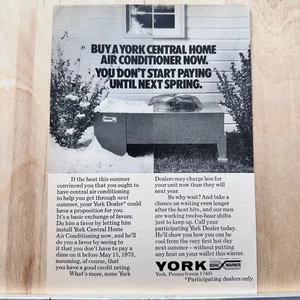 BUY A YORK CENTRAL HOME
AIR CONDITIONER NOW.
YOU DON'T START PAYING
UNTIL NEXT SPRING.
If the heat this summer
convinced you that you ought to
have central air conditioning
to help you get through next
summer, your York Dealer* could
have a proposition for you.
It's a basic exchange of favors.
Do him a favor by letting him
install York Central Home
Air Conditioning now, and he'll
do you a favor by seeing to
it that you don't have to pay a
dime on it before May 15, 1973,
assuming, of course, that
you have a good credit rating.
What's more, some York
Dealers may charge less for
your unit now than they will
next year.
So why wait? And take a
chance on waiting longer after
the heat hits, and our men
are working twelve-hour shifts
just to keep up. Call your
participating York Dealer today.
He'll show you how you can be
cool from the very first hot day
next summer—without putting
any heat on your wallet this winter.
YORK
York, Pennsylvania 17405
*Participating dealers only.